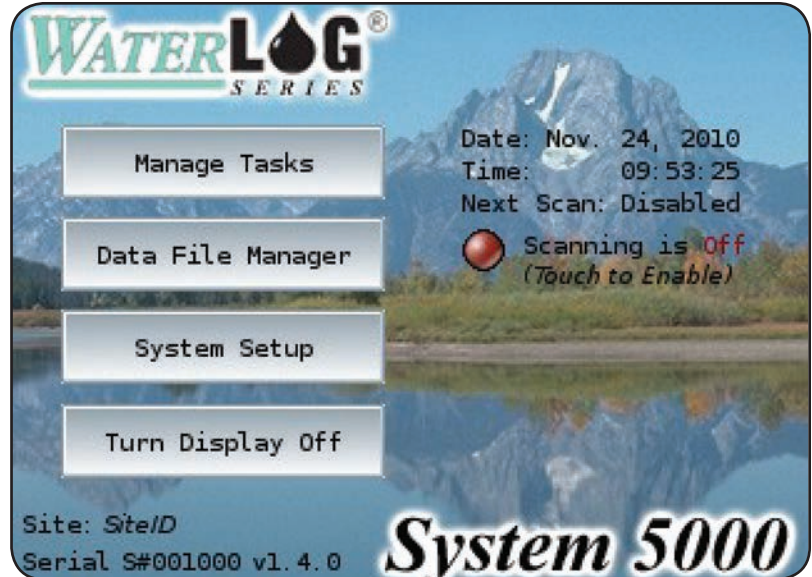 WATERLOG®
SERIES
Manage Tasks
Data File Manager
System Setup
Turn Display Off
Date: Nov. 24, 2010
Time: 09:53:25
Next Scan: Disabled
Scanning is Off
(Touch to Enable)
Site: SiteID
Serial S#001000 v1.4.0
System 5000